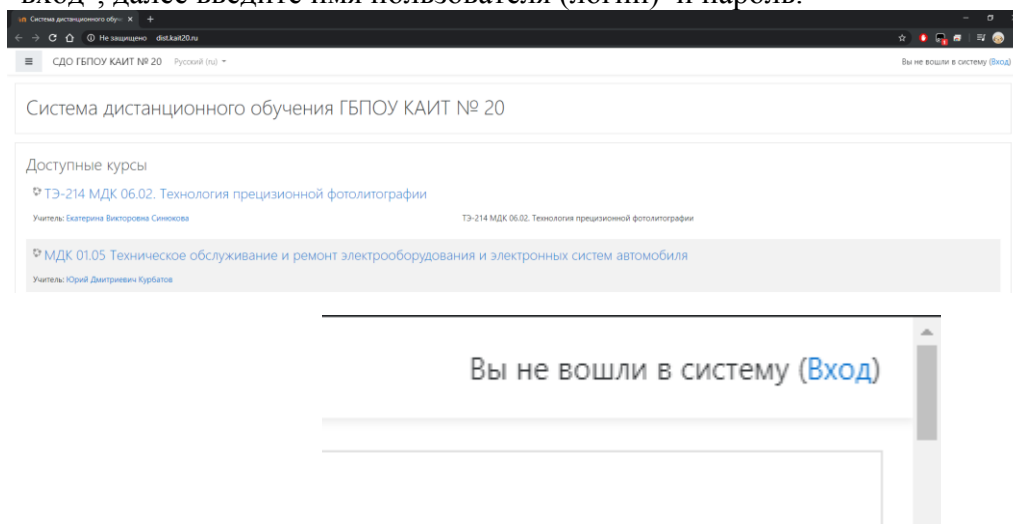 "вход", далее введите имя пользователя (логин) и пароль.
Система дистанционного обуч
Не защищено dist.kait20.ru
СДО ГБПОУ КАИТ № 20 Русский (ru)
Вы не вошли в систему (Вход)
Система дистанционного обучения ГБПОУ КАИТ № 20
Доступные курсы
ТЭ-214 МДК 06.02. Технология прецизионной фотолитографии
Учитель: Екатерина Викторовна Синюкова
ТЭ-214 МДК 06.02. Технология прецизионной фотолитографии
МДК 01.05 Техническое обслуживание и ремонт электрооборудования и электронных систем автомобиля
Учитель: Юрий Дмитриевич Курбатов
Вы не вошли в систему (Вход)